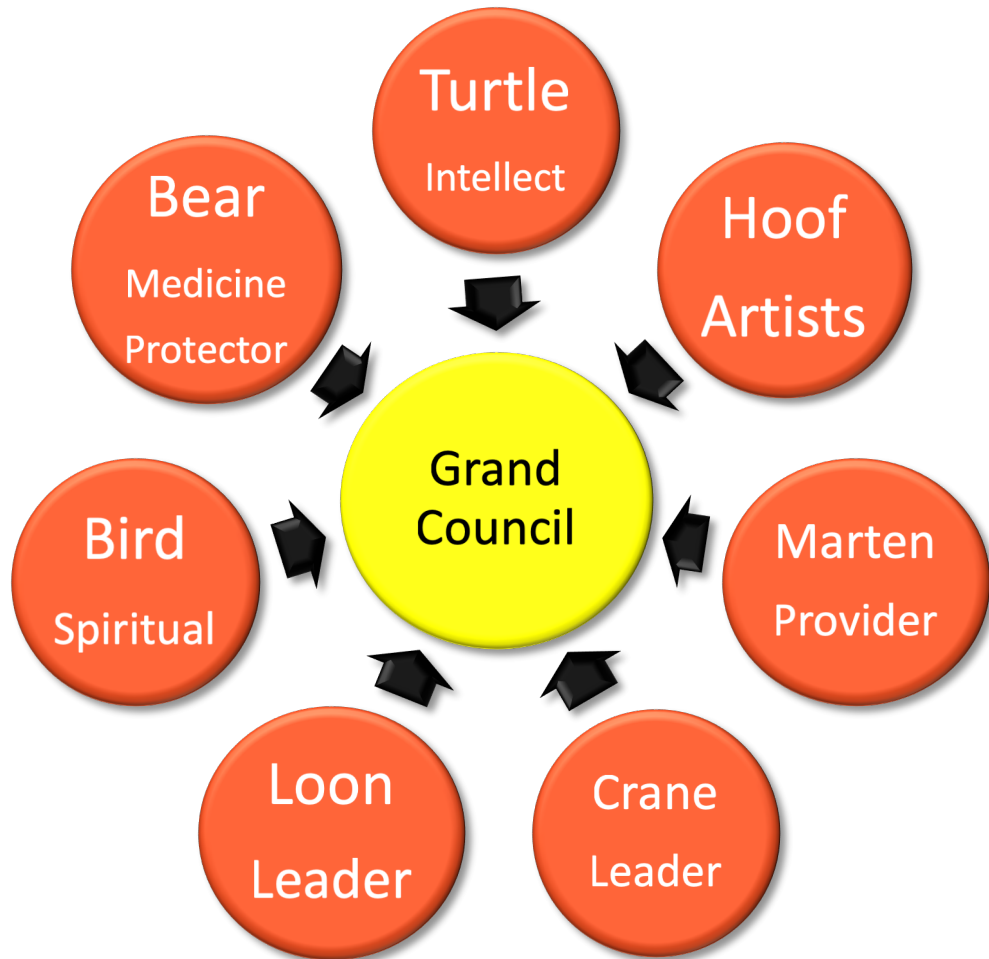 Turtle
Intellect
Hoof
Artists
Marten
Provider
Crane
Leader
Loon
Leader
Bird
Spiritual
Bear
Medicine
Protector
Grand
Council